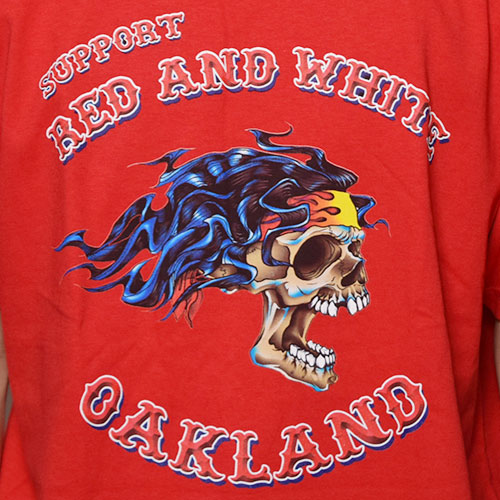 SUPPORT
RED AND WHITE
OAKLAND